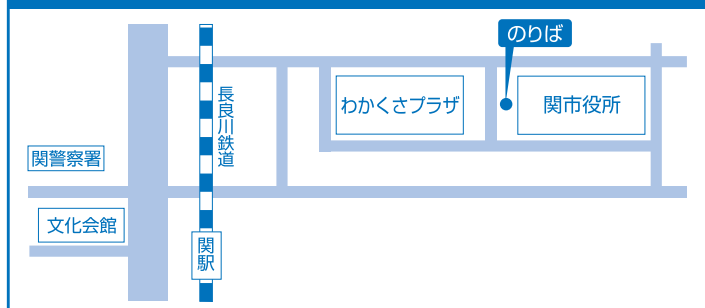 のりば
わかくさプラザ
関市役所
長良川鉄道
関警察署
文化会館
関駅